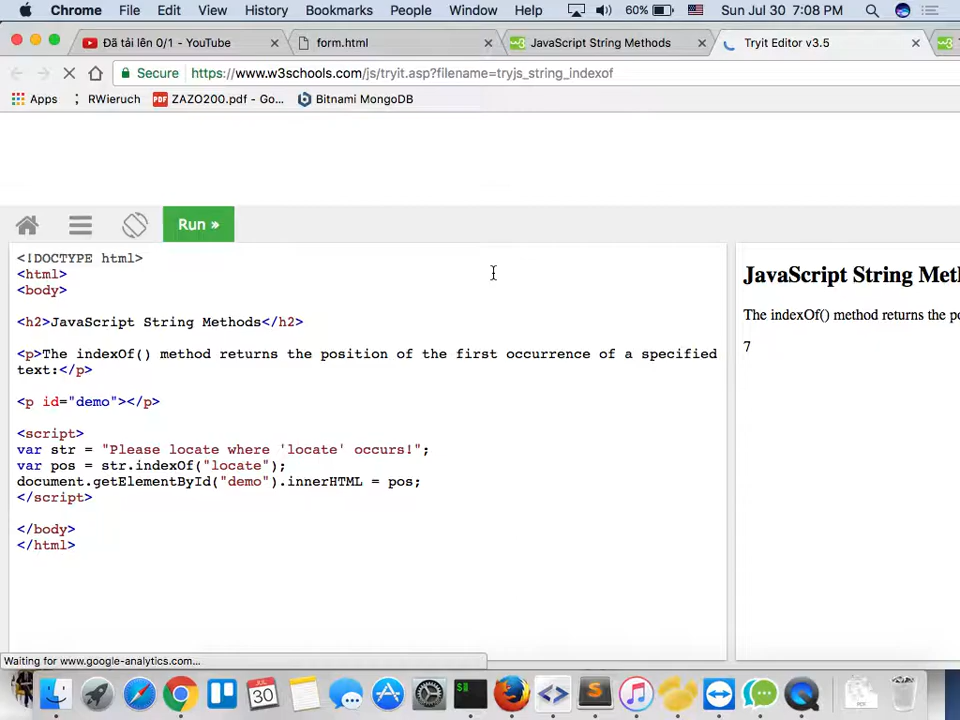 Chrome File Edit View History Bookmarks People Window Help 60% Sun Jul 30 7:08 PM
Đã tải lên 0/1 - YouTube form.html JavaScript String Methods Tryit Editor v3.5
Secure https://www.w3schools.com/js/tryit.asp?filename=tryjs_string_indexof
Apps RWieruch ZAZO200.pdf - Go... Bitnami MongoDB
Run »
<!DOCTYPE html>
<html>
<body>
<h2>JavaScript String Methods</h2>
<p>The indexOf() method returns the position of the first occurrence of a specified
text:</p>
<p id="demo"></p>
<script>
var str = "Please locate where 'locate' occurs!";
var pos = str.indexOf("locate");
document.getElementById("demo").innerHTML = pos;
</script>
</body>
</html>
JavaScript String Met
The indexOf() method returns the po
7
Waiting for www.google-analytics.com...
JUL
30
PDF